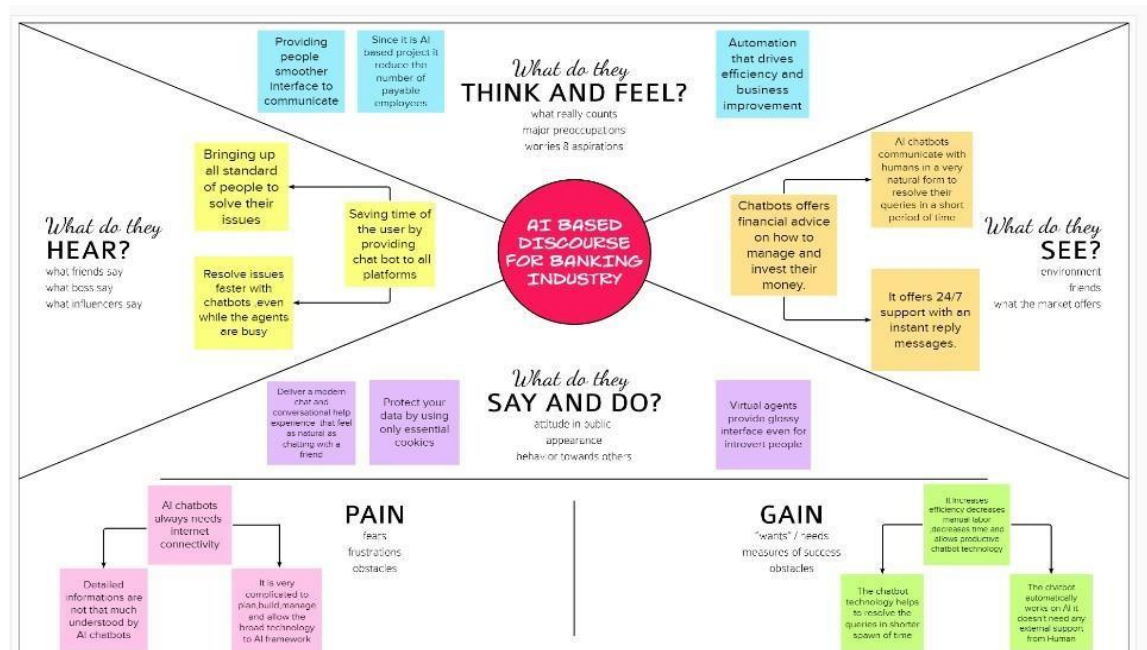 Providing
people
smoother
Interface to
communicate
Since it is AI
based project it
reduce the
number of
payable
employees
What do they
THINK AND FEEL?
what really counts
major preoccupations
worries & aspirations
Automation
that drives
efficiency and
business
improvement
What do they
HEAR?
what friends say
what boss say
what influencers say
Bringing up
all standard
of people to
solve their
issues
Saving time of
the user by
providing
chat bot to all
platforms
Resolve issues
faster with
chatbots ,even
while the agents
are busy
AI BASED
DISCOURSE
FOR BANKING
INDUSTRY
Chatbots offers
financial advice
on how to
manage and
invest their
money.
AI chatbots
communicate with
humans in a very
natural form to
resolve their
queries in a short
period of time
It offers 24/7
support with an
instant reply
messages.
What do they
SEE?
environment
friends
what the market offers
Deliver a modern
chat and
conversational help
experience that feel
as natural as
chatting with a
friend
Protect your
data by using
only essential
cookies
What do they
SAY AND DO?
attitude in public
appearance
behavior towards others
Virtual agents
provide glossy
interface even for
introvert people
AI chatbots
always needs
internet
connectivity
Detailed
informations are
not that much
understood by
AI chatbots
It is very
complicated to
plan,build,manage
and allow the
broad technology
to AI framework
PAIN
fears
frustrations
obstacles
GAIN
"wants" / needs
measures of success
obstacles
It Increases
efficiency decreases
manual labor
,decreases time and
allows productive
chatbot technology
The chatbot
technology helps
to resolve the
queries in shorter
spawn of time
The chatbot
automatically
works on AI it
doesn't need any
external support
from Human